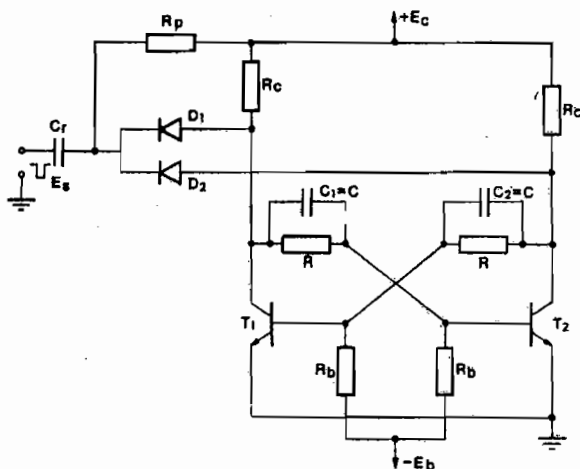 Rp
+Ec
Rc
Rc
D1
Cr
Es
D2
C1=C
C2=C
R
R
T1
T2
Rb
Rb
-Eb